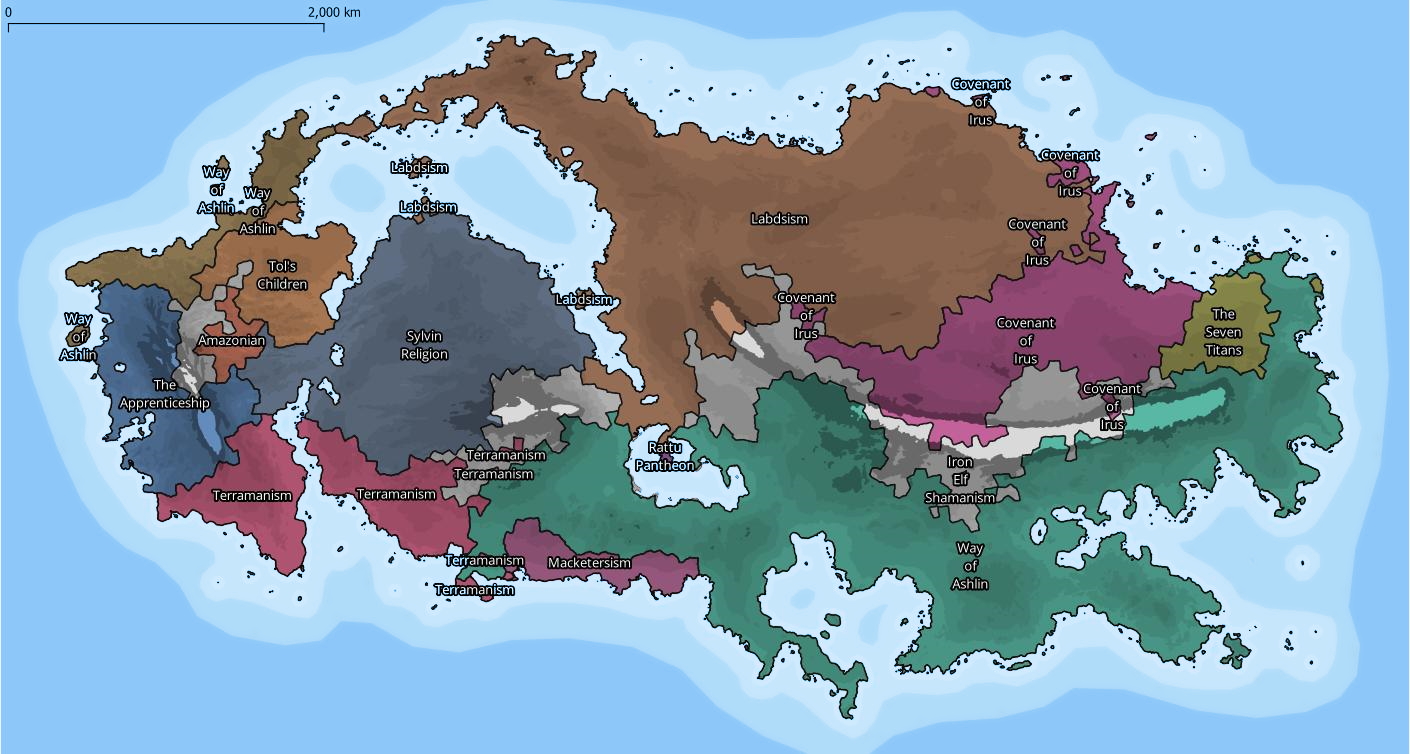 0
2,000 km
Covenant
of
Irus
Labdsism
Way
of
Ashlin
Covenant
of
Irus
Way
of
Ashlin
Labdsism
Labdsism
Covenant
of
Irus
Tol's
Children
Labdsism
Covenant
of
Irus
Way
of
Ashlin
Amazonian
Sylvin
Religion
Covenant
of
Irus
The
Seven
Titans
The
Apprenticeship
Covenant
of
Irus
Terramanism
Rattu
Pantheon
Terramanism
Terramanism
Terramanism
Iron
Elf
Shamanism
Terramanism
Macketersism
Way
of
Ashlin
Terramanism